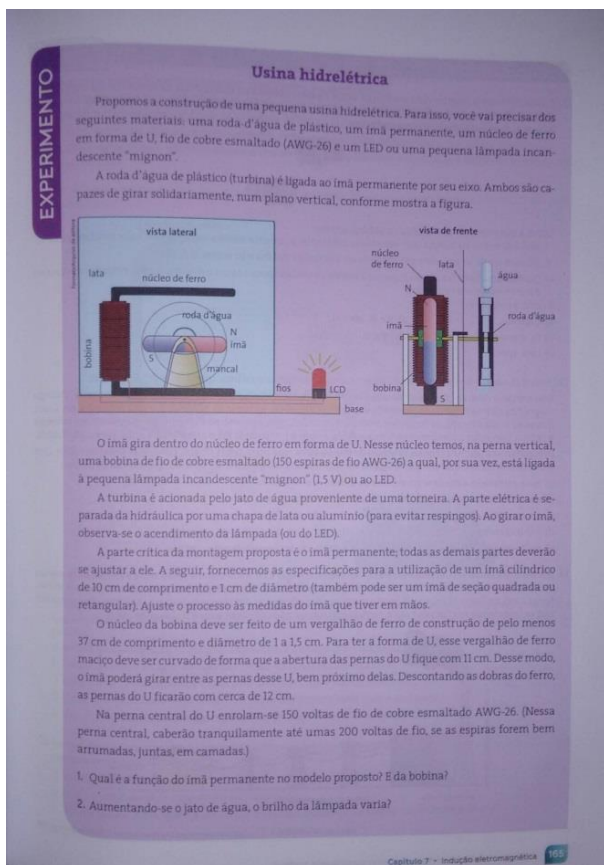 EXPERIMENTO
Usina hidrelétrica
Propomos a construção de uma pequena usina hidrelétrica. Para isso, você vai precisar dos
seguintes materiais: uma roda-d'água de plástico, um ímã permanente, um núcleo de ferro
em forma de U, fio de cobre esmaltado (AWG-26) e um LED ou uma pequena lâmpada incan-
descente "mignon".
A roda d'água de plástico (turbina) é ligada ao ímã permanente por seu eixo. Ambos são ca-
pazes de girar solidariamente, num plano vertical, conforme mostra a figura.
vista lateral
lata
núcleo de ferro
roda d'água
N
ímã
S
mancal
bobina
fios
LCD
base
vista de frente
núcleo
de ferro
lata
água
N
ímã
roda d'água
bobina
S
O ímã gira dentro do núcleo de ferro em forma de U. Nesse núcleo temos, na perna vertical,
uma bobina de fio de cobre esmaltado (150 espiras de fio AWG-26) a qual, por sua vez, está ligada
à pequena lâmpada incandescente "mignon" (1,5 V) ou ao LED.
A turbina é acionada pelo jato de água proveniente de uma torneira. A parte elétrica é se-
parada da hidráulica por uma chapa de lata ou alumínio (para evitar respingos). Ao girar o ímã,
observa-se o acendimento da lâmpada (ou do LED).
A parte crítica da montagem proposta é o ímã permanente; todas as demais partes deverão
se ajustar a ele. A seguir, fornecemos as especificações para a utilização de um ímã cilíndrico
de 10 cm de comprimento e 1 cm de diâmetro (também pode ser um ímã de seção quadrada ou
retangular). Ajuste o processo às medidas do ímã que tiver em mãos.
O núcleo da bobina deve ser feito de um vergalhão de ferro de construção de pelo menos
37 cm de comprimento e diâmetro de 1 a 1,5 cm. Para ter a forma de U, esse vergalhão de ferro
maciço deve ser curvado de forma que a abertura das pernas do U fique com 11 cm. Desse modo,
o ímã poderá girar entre as pernas desse U, bem próximo delas. Descontando as dobras do ferro,
as pernas do U ficarão com cerca de 12 cm.
Na perna central do U enrolam-se 150 voltas de fio de cobre esmaltado AWG-26. (Nessa
perna central, caberão tranquilamente até umas 200 voltas de fio, se as espiras forem bem
arrumadas, juntas, em camadas.)
1. Qual é a função do ímã permanente no modelo proposto? E da bobina?
2. Aumentando-se o jato de água, o brilho da lâmpada varia?
Capítulo 7 • Indução eletromagnética 165